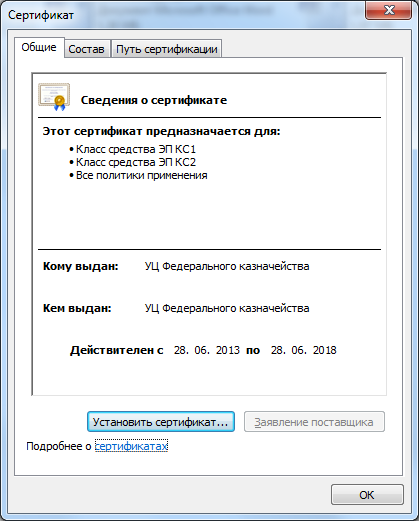 Сертификат
Общие Состав Путь сертификации
Сведения о сертификате
Этот сертификат предназначается для:
• Класс средства ЭП КС1
• Класс средства ЭП КС2
• Все политики применения
Кому выдан: УЦ Федерального казначейства
Кем выдан: УЦ Федерального казначейства
Действителен с 28. 06. 2013 по 28. 06. 2018
Установить сертификат... Заявление поставщика
Подробнее о сертификатах
ОК